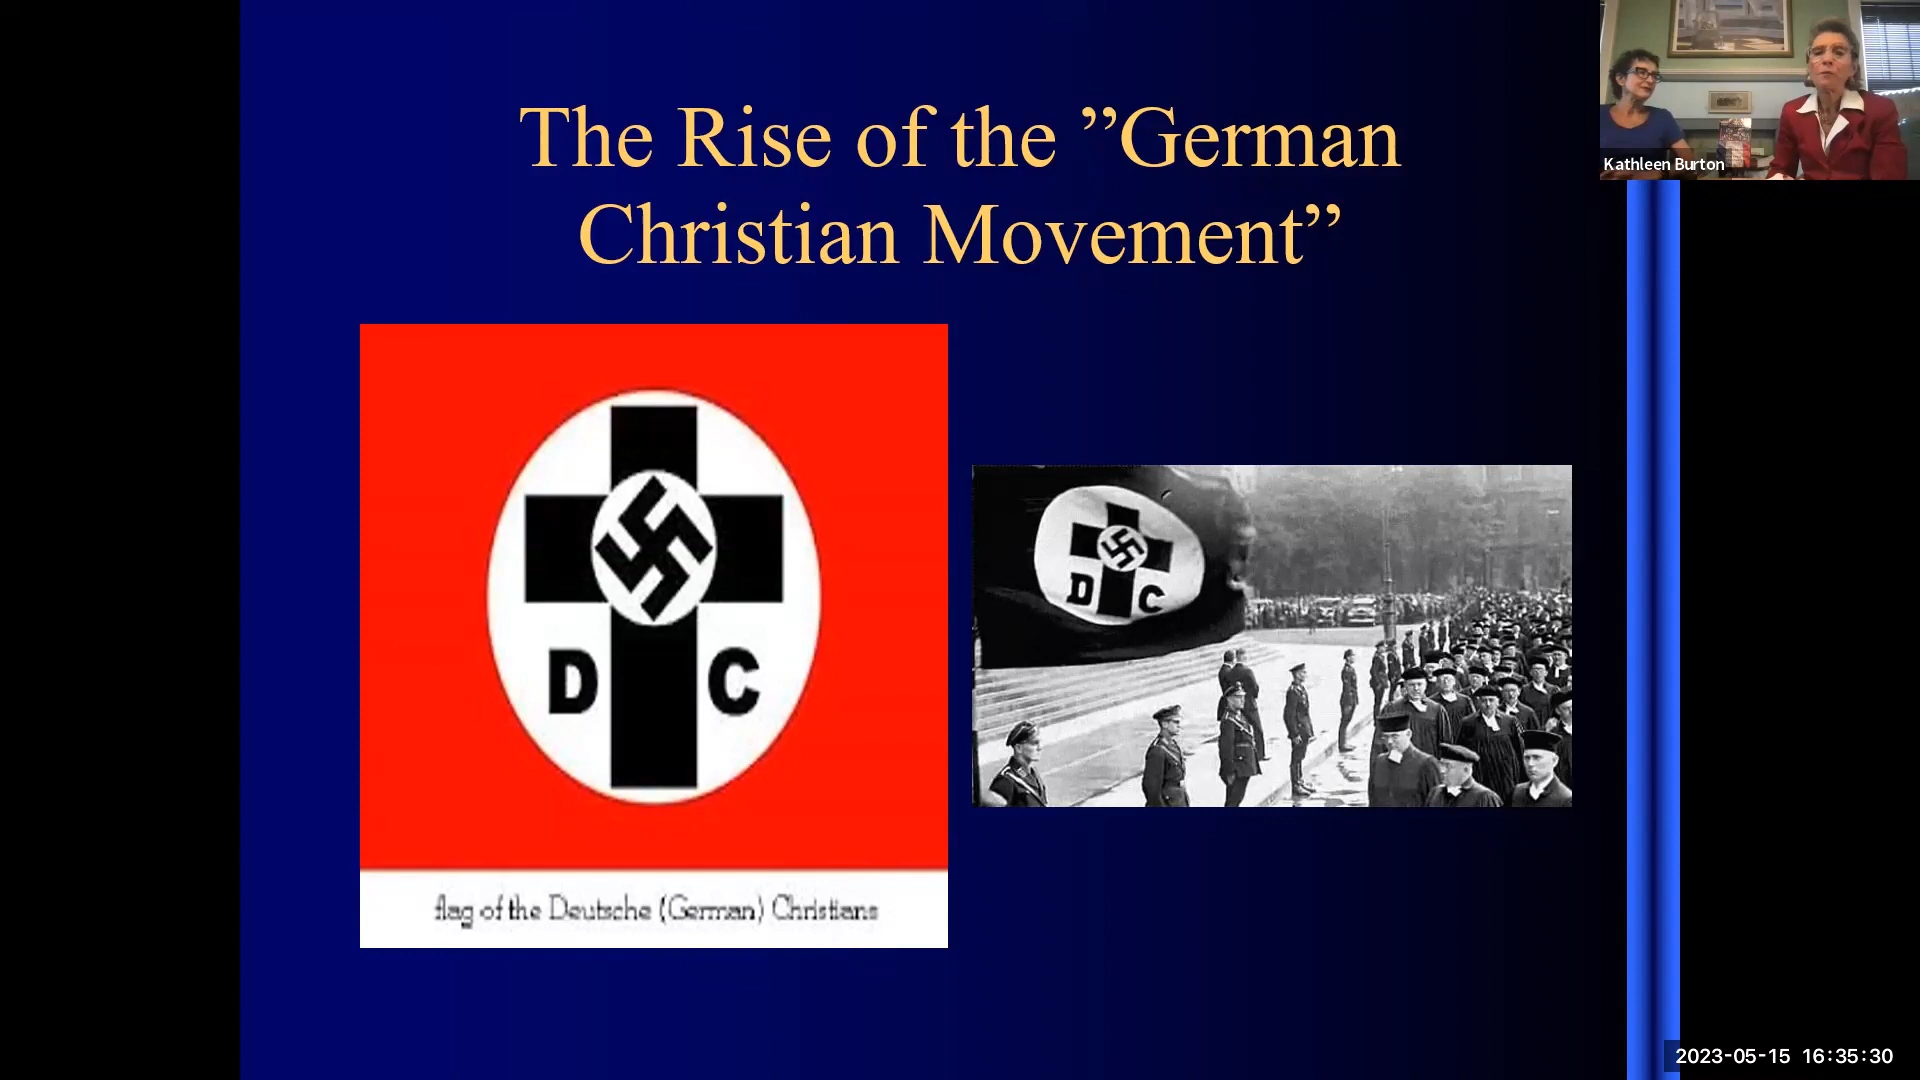 The Rise of the ”German
Christian Movement”
Kathleen Burton
D C
D C
flag of the Deutsche (German) Christians
2023-05-15 16:35:30